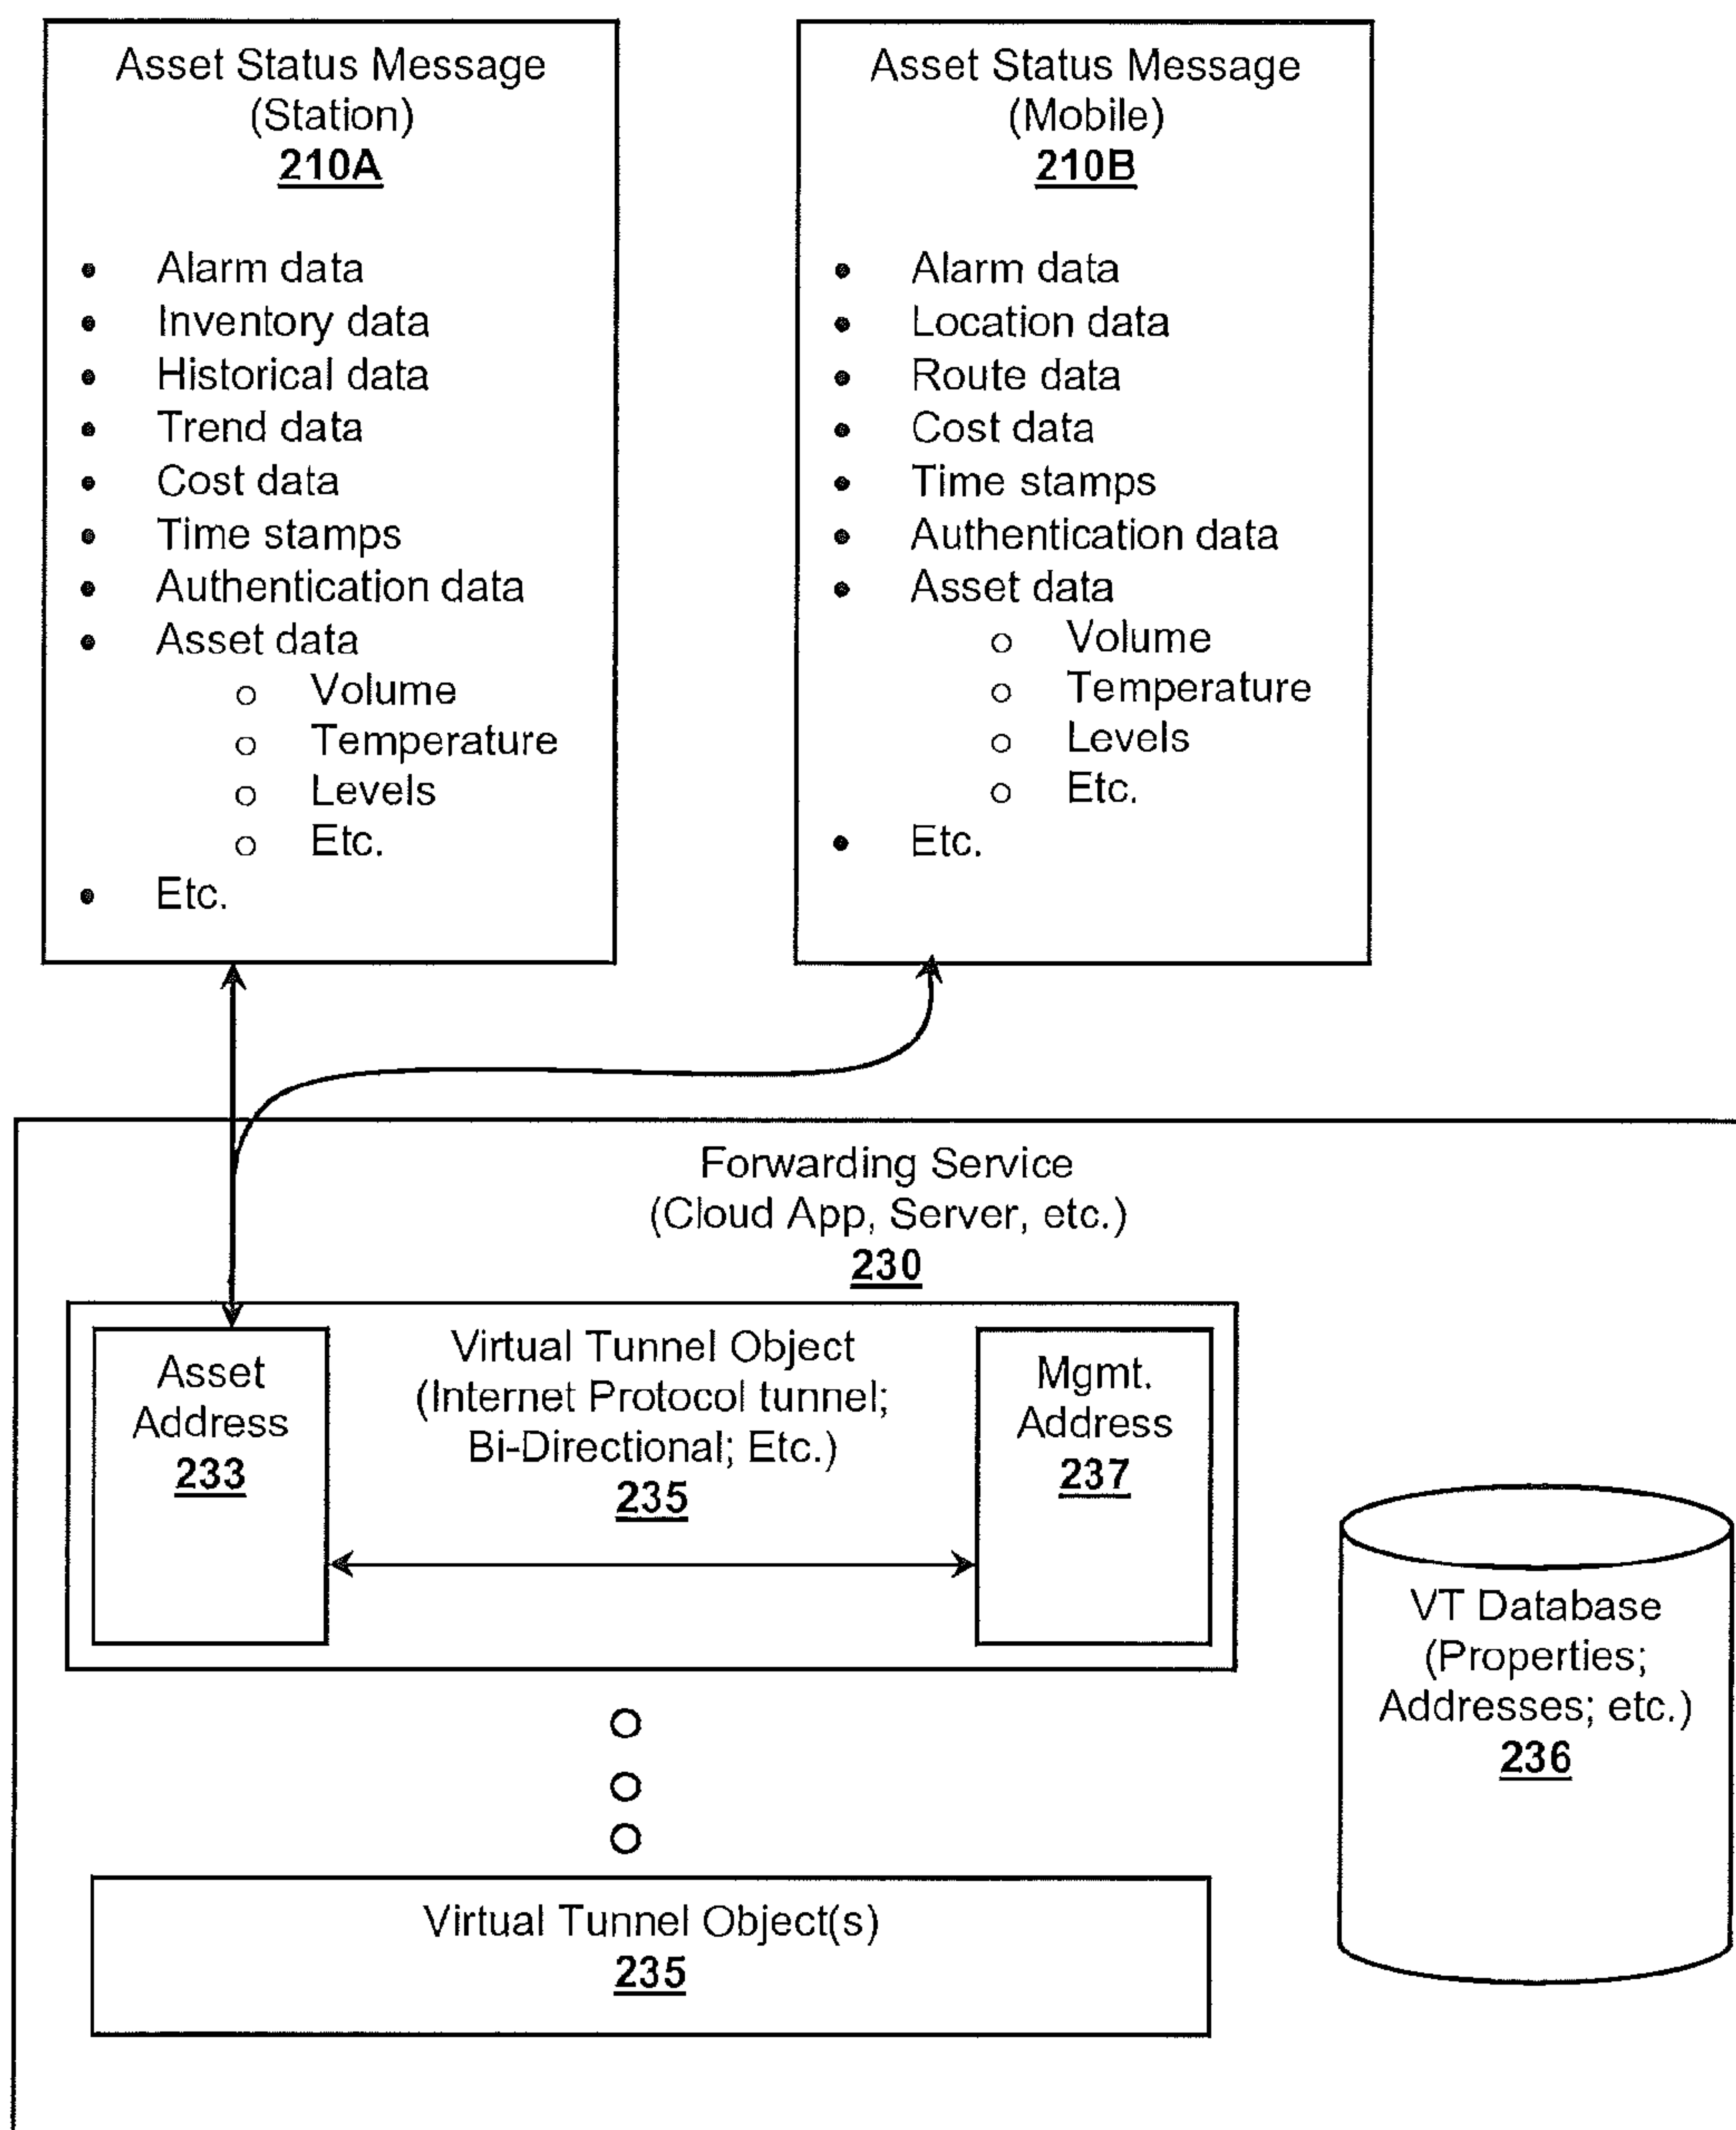 Asset Status Message
(Station)
210A
• Alarm data
• Inventory data
• Historical data
• Trend data
• Cost data
• Time stamps
• Authentication data
• Asset data
o Volume
o Temperature
o Levels
o Etc.
• Etc.
Asset Status Message
(Mobile)
210B
• Alarm data
• Location data
• Route data
• Cost data
• Time stamps
• Authentication data
• Asset data
o Volume
o Temperature
o Levels
o Etc.
• Etc.
Forwarding Service
(Cloud App, Server, etc.)
230
Asset
Address
233
Virtual Tunnel Object
(Internet Protocol tunnel;
Bi-Directional; Etc.)
235
Mgmt.
Address
237
VT Database
(Properties;
Addresses; etc.)
236
Virtual Tunnel Object(s)
235